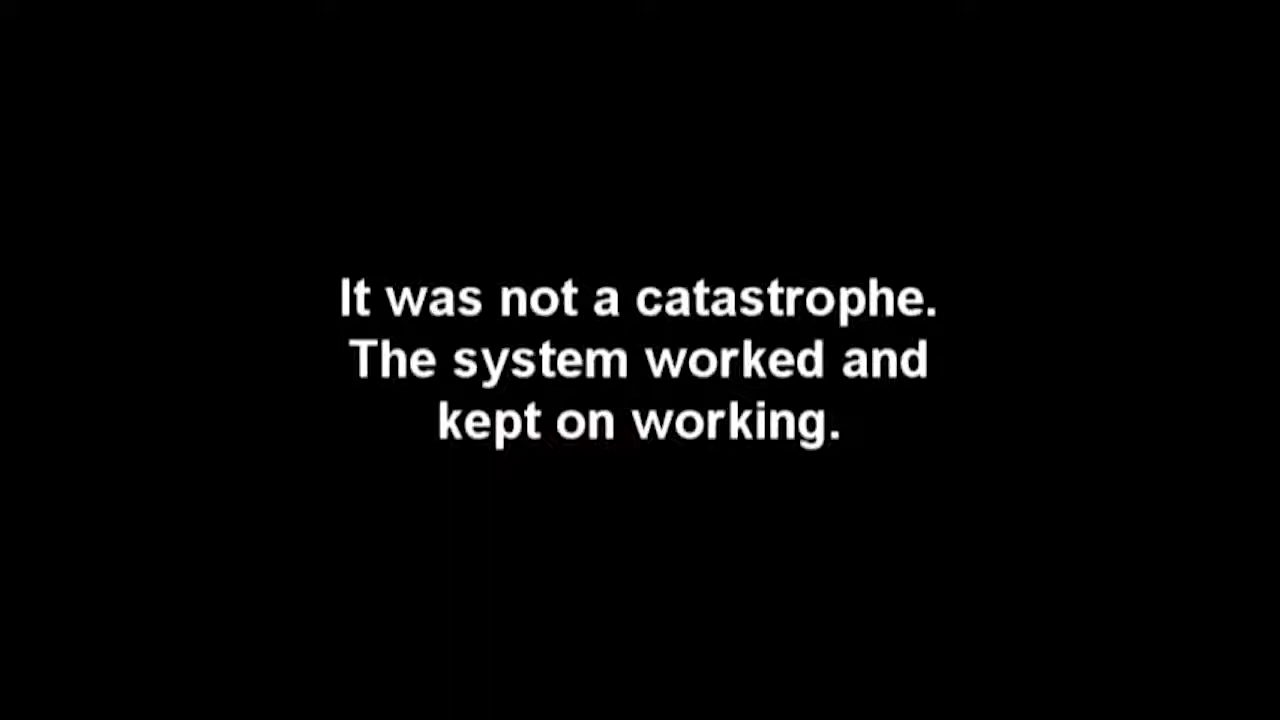 It was not a catastrophe.
The system worked and
kept on working.